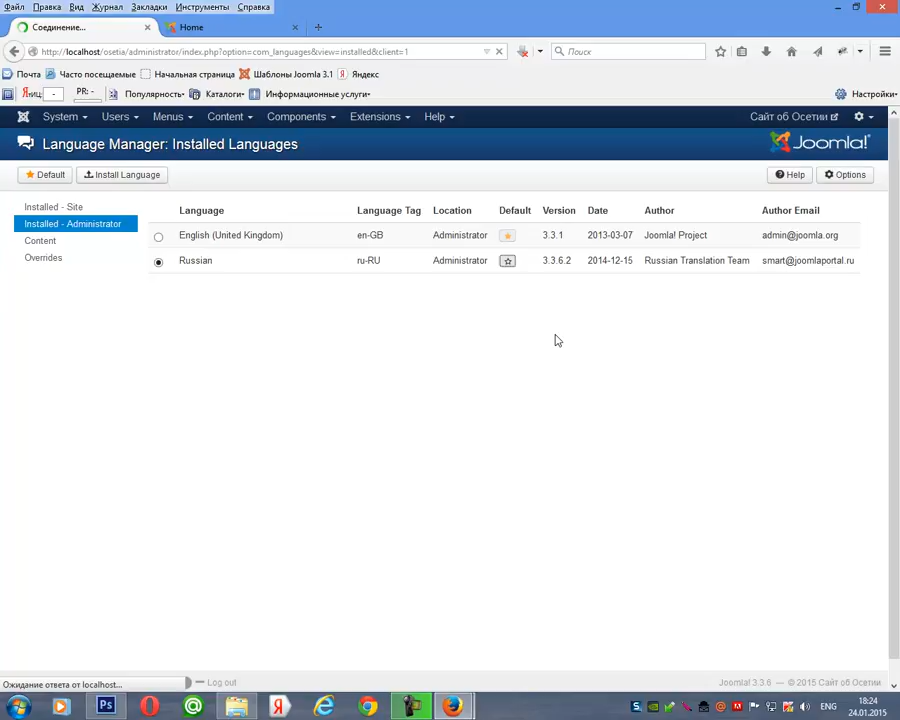 Файл Правка Вид Журнал Закладки Инструменты Справка
Соединение...
Home
http://localhost/osetia/administrator/index.php?option=com_languages&view=installed&client=1
Поиск
Почта Часто посещаемые Начальная страница Шаблоны Joomla 3.1 Яндекс
Яиц: - PR: - Популярность Каталоги Информационные услуги Настройки
System Users Menus Content Components Extensions Help Сайт об Осетии
Language Manager: Installed Languages
Joomla!
Default Install Language Help Options
Installed - Site
Installed - Administrator
Content
Overrides
Language Language Tag Location Default Version Date Author Author Email
English (United Kingdom) en-GB Administrator 3.3.1 2013-03-07 Joomla! Project admin@joomla.org
Russian ru-RU Administrator 3.3.6.2 2014-12-15 Russian Translation Team smart@joomlaportal.ru
Ожидание ответа от localhost...
Log out
Joomla! 3.3.6 — © 2015 Сайт об Осетии
Ps
ENG
18:24
24.01.2015